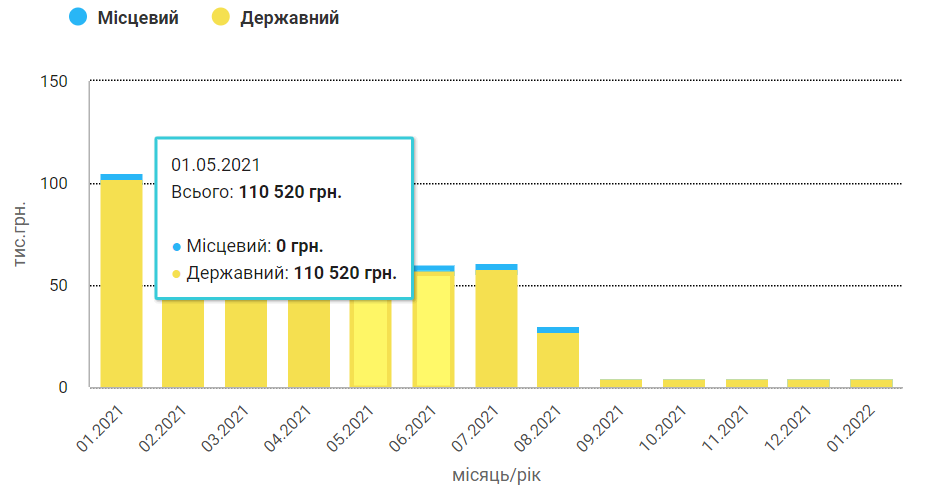 Місцевий Державний
150
01.05.2021
Всього: 110 520 грн.
100
Місцевий: 0 грн.
Державний: 110 520 грн.
50
0
тис.грн.
01.2021 02.2021 03.2021 04.2021 05.2021 06.2021 07.2021 08.2021 09.2021 10.2021 11.2021 12.2021 01.2022
місяць/рік